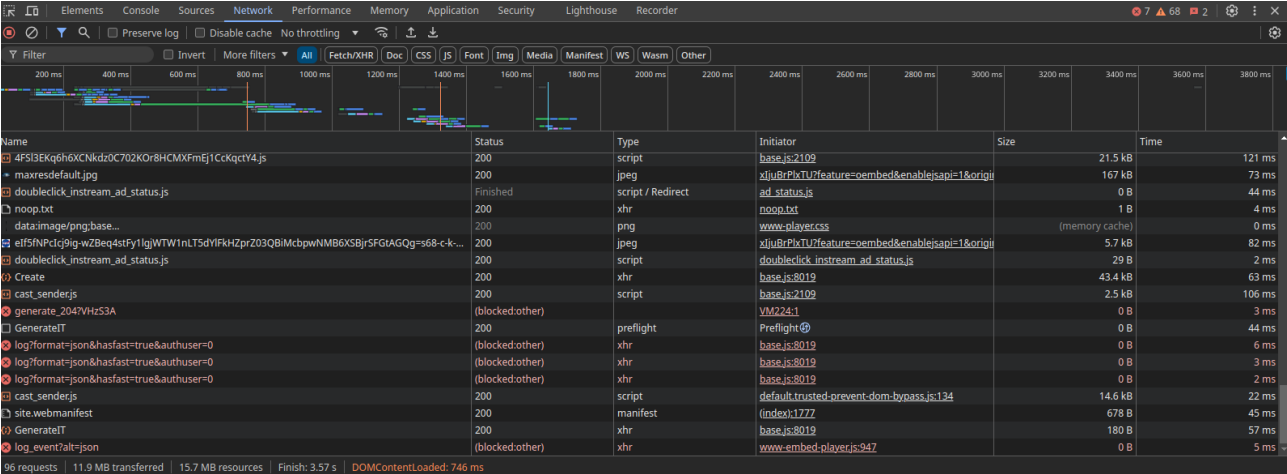 Elements Console Sources Network Performance Memory Application Security Lighthouse Recorder 7 68 2
Preserve log Disable cache No throttling
Filter Invert More filters All Fetch/XHR Doc CSS JS Font Img Media Manifest WS Wasm Other
200 ms 400 ms 600 ms 800 ms 1000 ms 1200 ms 1400 ms 1600 ms 1800 ms 2000 ms 2200 ms 2400 ms 2600 ms 2800 ms 3000 ms 3200 ms 3400 ms 3600 ms 3800 ms
Name Status Type Initiator Size Time
4FSl3EKq6h6XCNkdz0C702KOr8HCMXFmEj1CcKqctY4.js 200 script base.js:2109 21.5 kB 121 ms
maxresdefault.jpg 200 jpeg xIjuBrPlxTU?feature=oembed&enablejsapi=1&origi 167 kB 73 ms
doubleclick_instream_ad_status.js Finished script / Redirect ad_status.js 0 B 44 ms
noop.txt 200 xhr noop.txt 1 B 4 ms
data:image/png;base... 200 png www-player.css (memory cache) 0 ms
eIf5fNPcIcj9ig-wZBeq4stFy1lgjWTW1nLT5dYlFkHZprZ03QBiMcbpwNMB6XSBjrSFGtAGQg=s68-c-k-... 200 jpeg xIjuBrPlxTU?feature=oembed&enablejsapi=1&origi 5.7 kB 82 ms
doubleclick_instream_ad_status.js 200 script doubleclick_instream_ad_status.js 29 B 2 ms
Create 200 xhr base.js:8019 43.4 kB 63 ms
cast_sender.js 200 script base.js:2109 2.5 kB 106 ms
generate_204?VHzS3A (blocked:other) VM224:1 0 B 3 ms
GenerateIT 200 preflight Preflight 0 B 44 ms
log?format=json&hasfast=true&authuser=0 (blocked:other) xhr base.js:8019 0 B 6 ms
log?format=json&hasfast=true&authuser=0 (blocked:other) xhr base.js:8019 0 B 3 ms
log?format=json&hasfast=true&authuser=0 (blocked:other) xhr base.js:8019 0 B 2 ms
cast_sender.js 200 script default.trusted-prevent-dom-bypass.js:134 14.6 kB 22 ms
site.webmanifest 200 manifest (index):1777 678 B 45 ms
GenerateIT 200 xhr base.js:8019 180 B 57 ms
log_event?alt=json (blocked:other) xhr www-embed-player.js:947 0 B 5 ms
96 requests 11.9 MB transferred 15.7 MB resources Finish: 3.57 s DOMContentLoaded: 746 ms